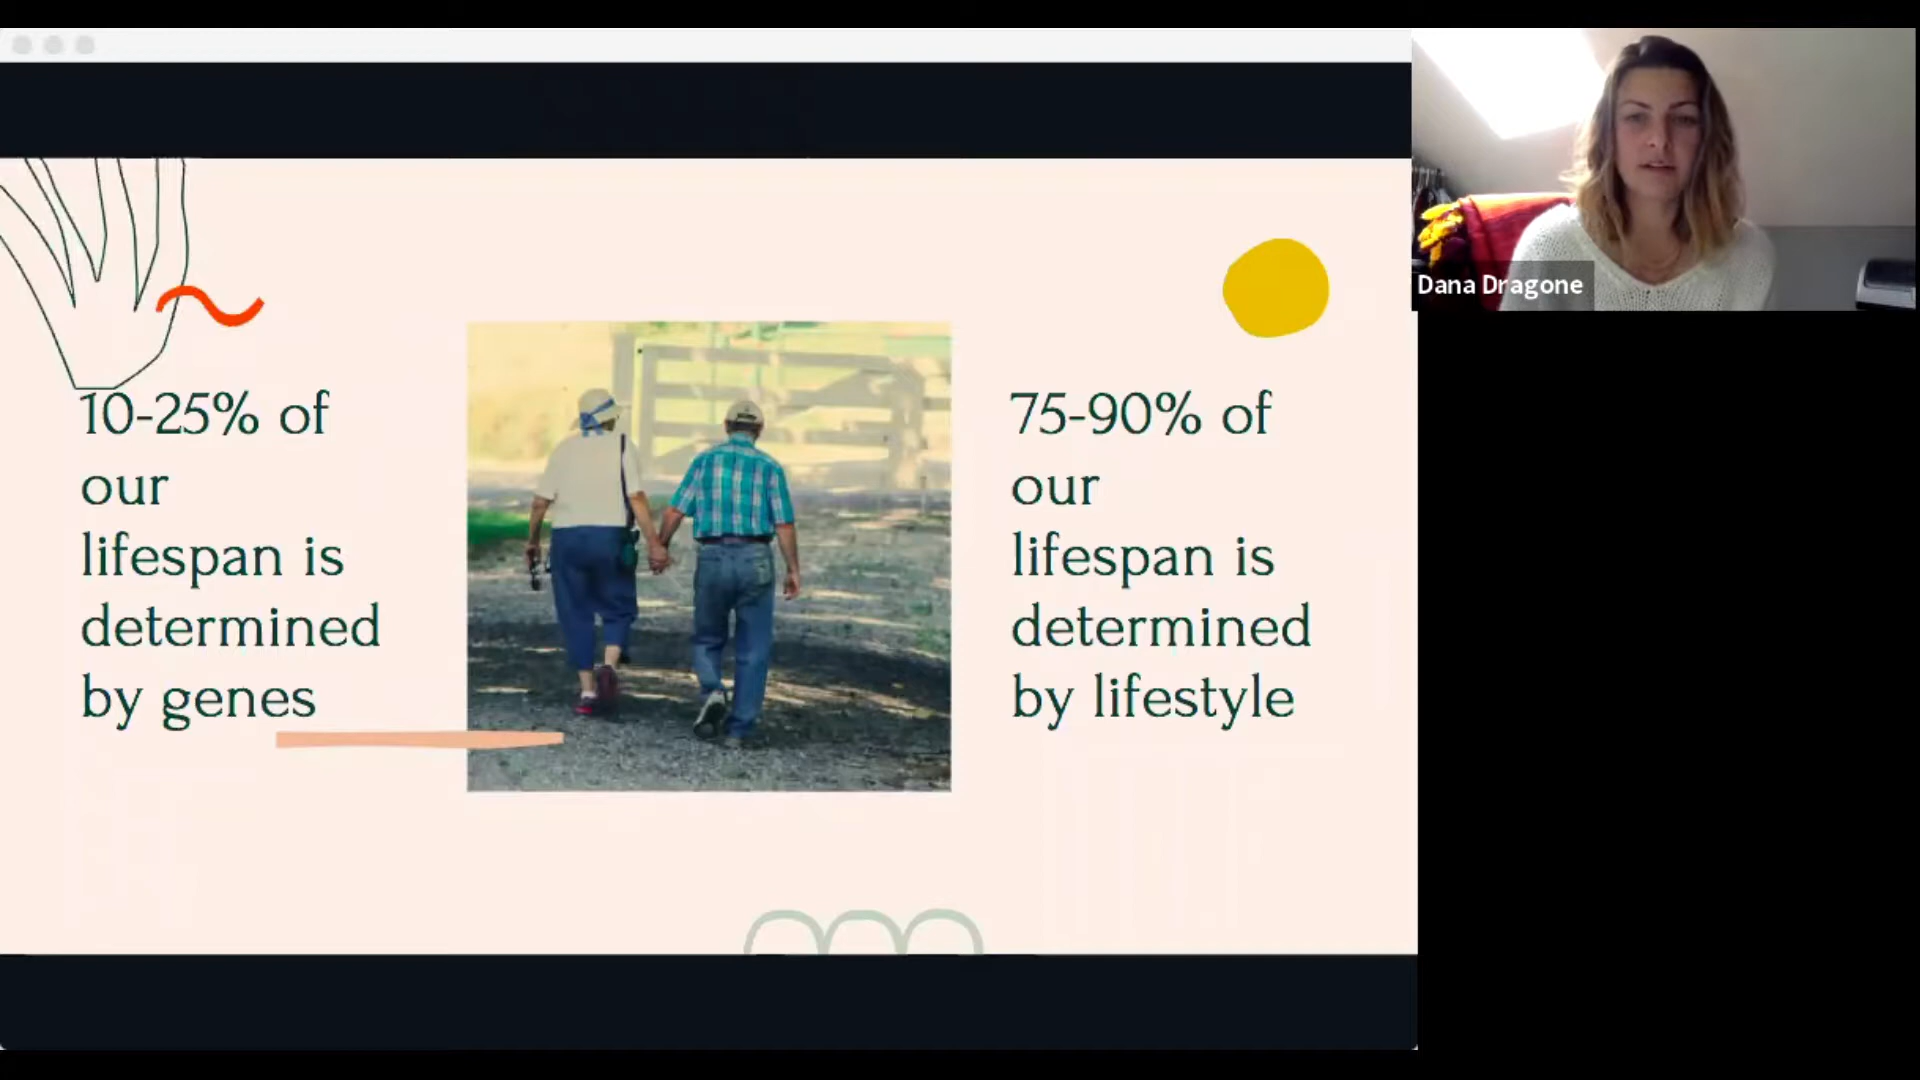 10-25% of
our
lifespan is
determined
by genes
75-90% of
our
lifespan is
determined
by lifestyle
Dana Dragone